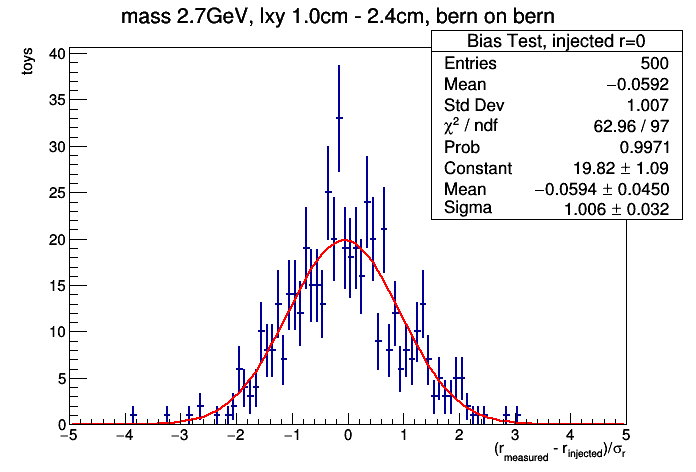 mass 2.7GeV, lxy 1.0cm - 2.4cm, bern on bern
Bias Test, injected r=0
Entries 500
Mean −0.0592
Std Dev 1.007
χ² / ndf 62.96 / 97
Prob 0.9971
Constant 19.82 ± 1.09
Mean −0.0594 ± 0.0450
Sigma 1.006 ± 0.032
toys
40
35
30
25
20
15
10
5
0
−5 −4 −3 −2 −1 0 1 2 3 4 5
(r_measured - r_injected)/σ_r